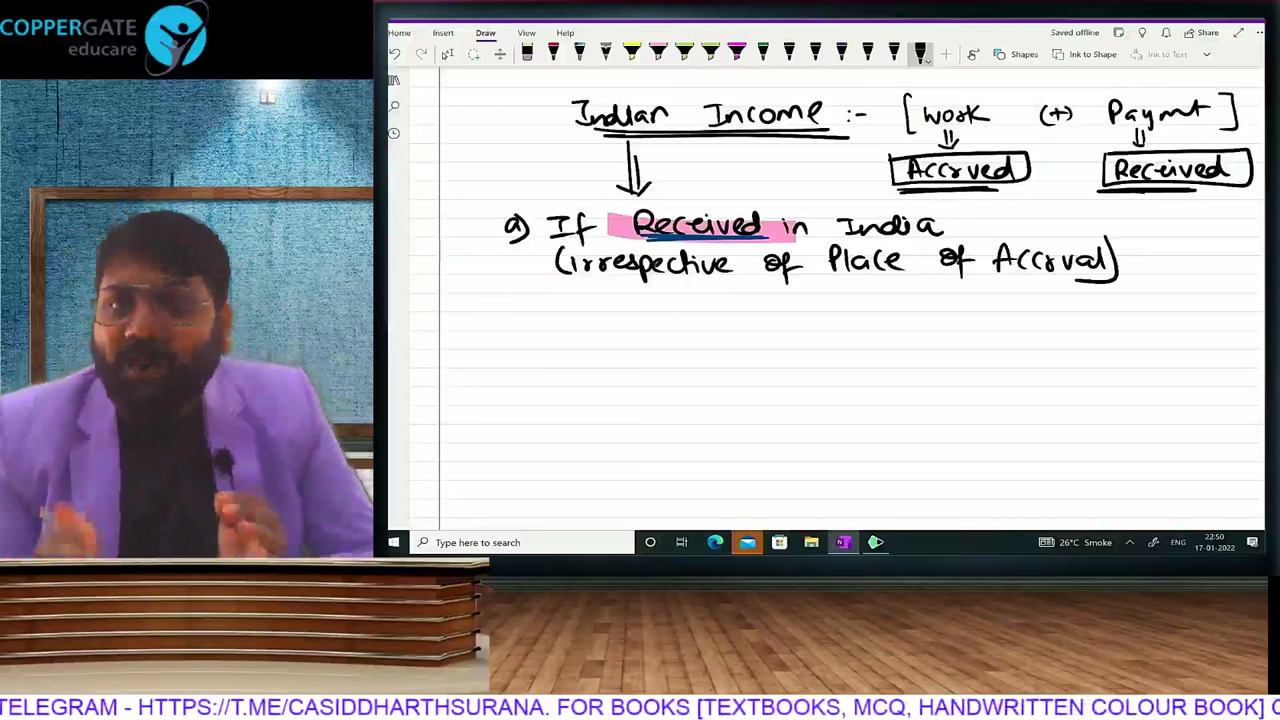 COPPERGATE
educare
Home Insert Draw View Help
Saved offline
Share
Shapes
Ink to Shape
Ink to Text
Indian Income :- [work (+) Paymt]
Accrued Received
a) If Received in India
(irrespective of Place of Accrual)
Type here to search
26°C Smoke
ENG
22:50
17-01-2022
TELEGRAM - HTTPS://T.ME/CASIDDHARTHSURANA. FOR BOOKS [TEXTBOOKS, MCQ, HANDWRITTEN COLOUR BOOK]